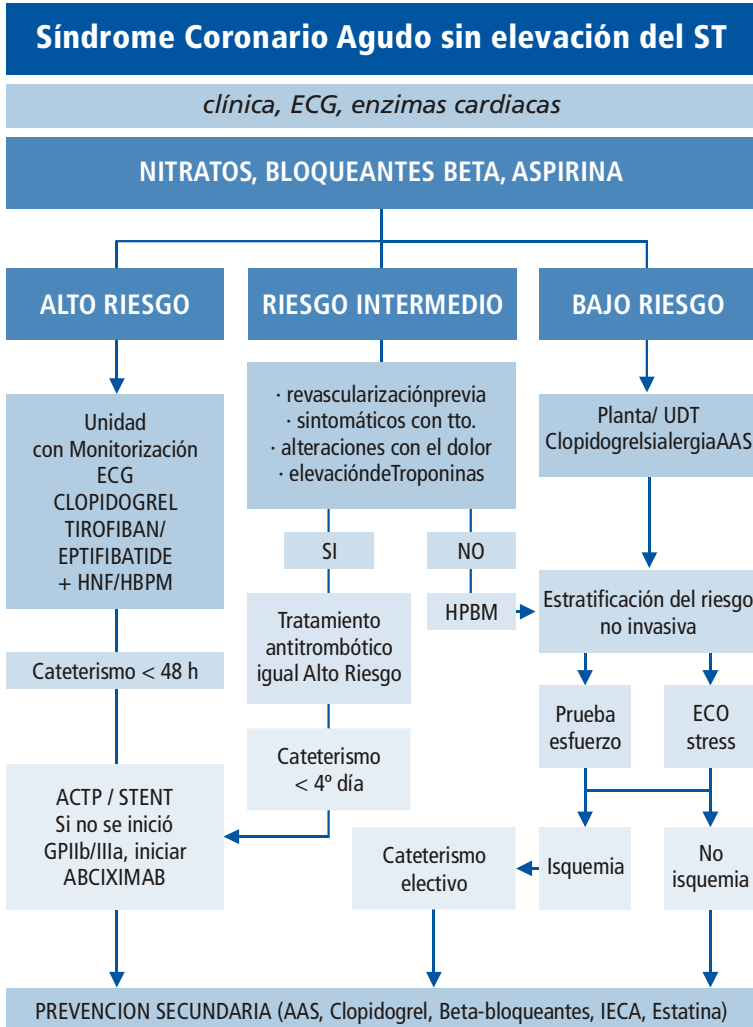 Síndrome Coronario Agudo sin elevación del ST
clínica, ECG, enzimas cardiacas
NITRATOS, BLOQUEANTES BETA, ASPIRINA
ALTO RIESGO
RIESGO INTERMEDIO
BAJO RIESGO
Unidad
con Monitorización
ECG
CLOPIDOGREL
TIROFIBAN/
EPTIFIBATIDE
+ HNF/HBPM
· revascularizaciónprevia
· sintomáticos con tto.
· alteraciones con el dolor
· elevacióndeTroponinas
Planta/ UDT
ClopidogrelsialergiaAAS
SI
NO
Tratamiento
antitrombótico
igual Alto Riesgo
HPBM
Estratificación del riesgo
no invasiva
Cateterismo < 48 h
Prueba
esfuerzo
ECO
stress
Cateterismo
< 4º día
ACTP / STENT
Si no se inició
GPIIb/IIIa, iniciar
ABCIXIMAB
Cateterismo
electivo
Isquemia
No
isquemia
PREVENCION SECUNDARIA (AAS, Clopidogrel, Beta-bloqueantes, IECA, Estatina)